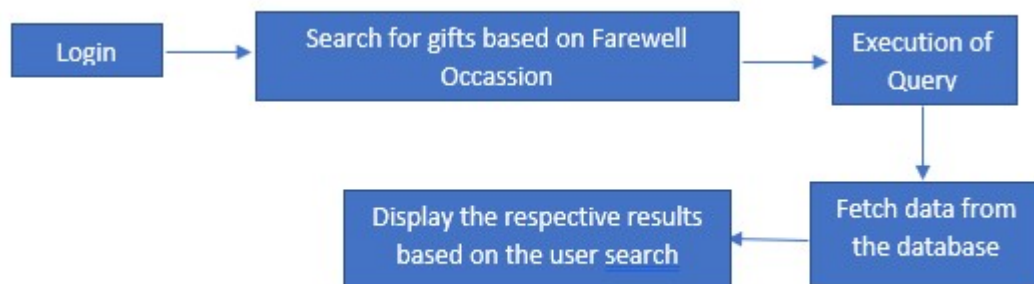 Login
Search for gifts based on Farewell
Occassion
Execution of
Query
Fetch data from
the database
Display the respective results
based on the user search